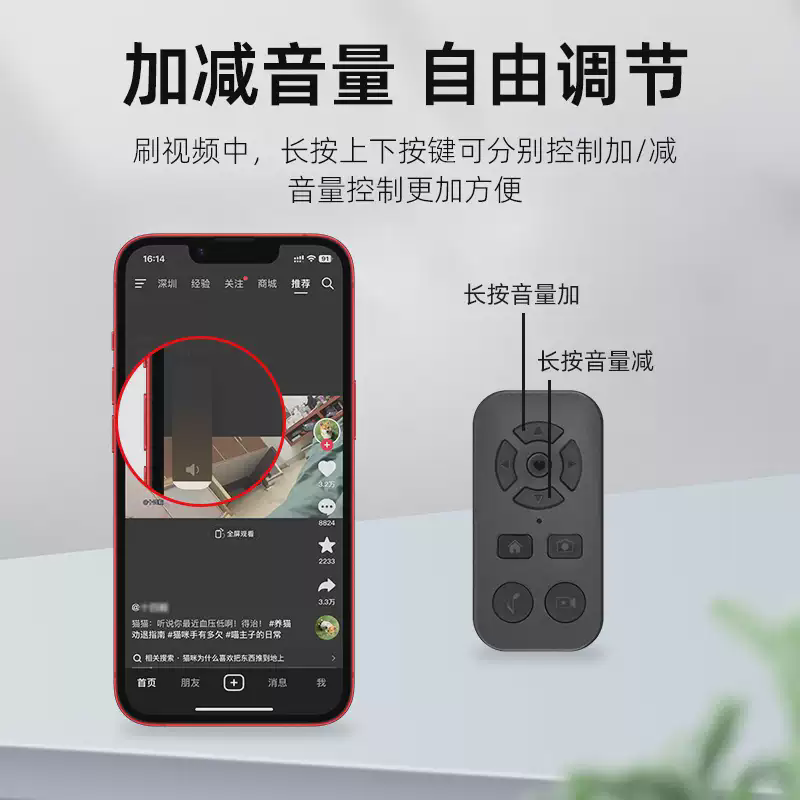 加减音量 自由调节
刷视频中，长按上下按键可分别控制加/减
音量控制更加方便
16:14
91
深圳 经验 关注 商城 推荐
长按音量加
长按音量减
3.2万
8824
全屏观看
2233
3.3万
@十四
猫猫：听说你最近血压低啊！得治！#养猫
劝退指南 #猫咪手有多欠 #喵主子的日常
相关搜索 · 猫咪为什么喜欢把东西推到地上
首页 朋友 消息 我